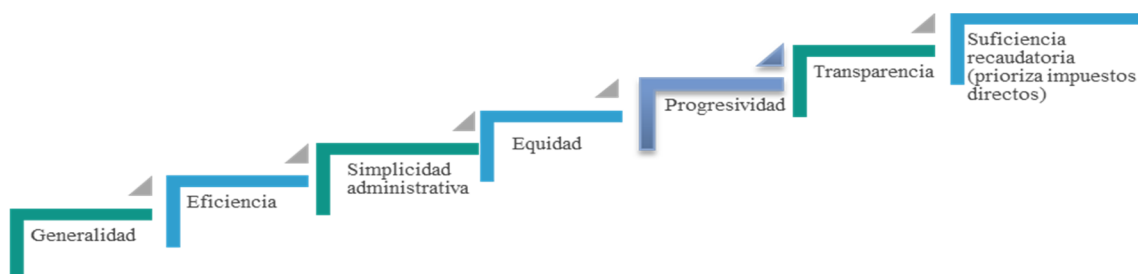 Generalidad
Eficiencia
Simplicidad
administrativa
Equidad
Progresividad
Transparencia
Suficiencia
recaudatoria
(prioriza impuestos
directos)